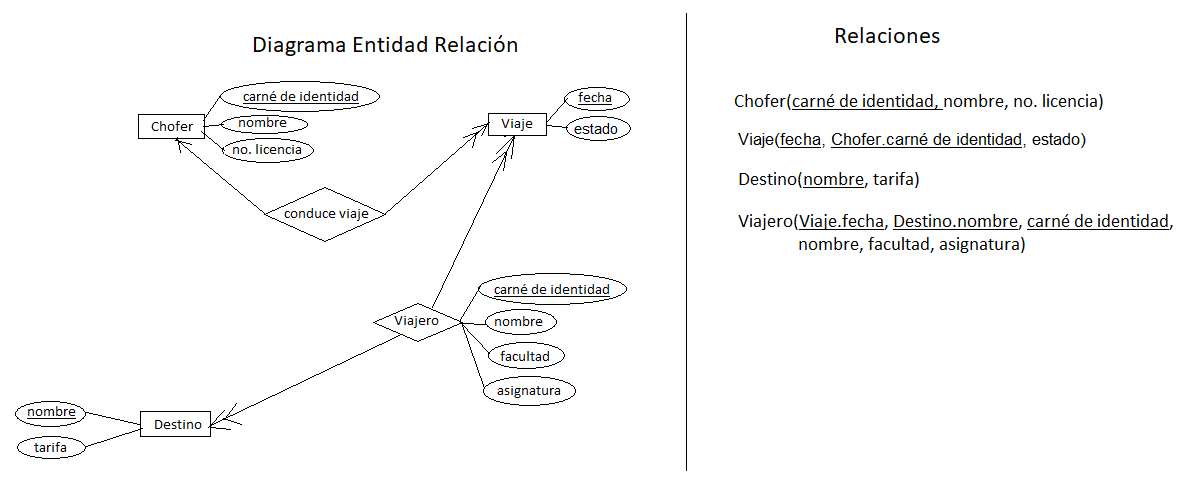 Diagrama Entidad Relación
carné de identidad
Chofer
nombre
no. licencia
Viaje
fecha
estado
conduce viaje
Viajero
carné de identidad
nombre
facultad
asignatura
Destino
nombre
tarifa
Relaciones
Chofer(carné de identidad, nombre, no. licencia)
Viaje(fecha, Chofer.carné de identidad, estado)
Destino(nombre, tarifa)
Viajero(Viaje.fecha, Destino.nombre, carné de identidad,
nombre, facultad, asignatura)